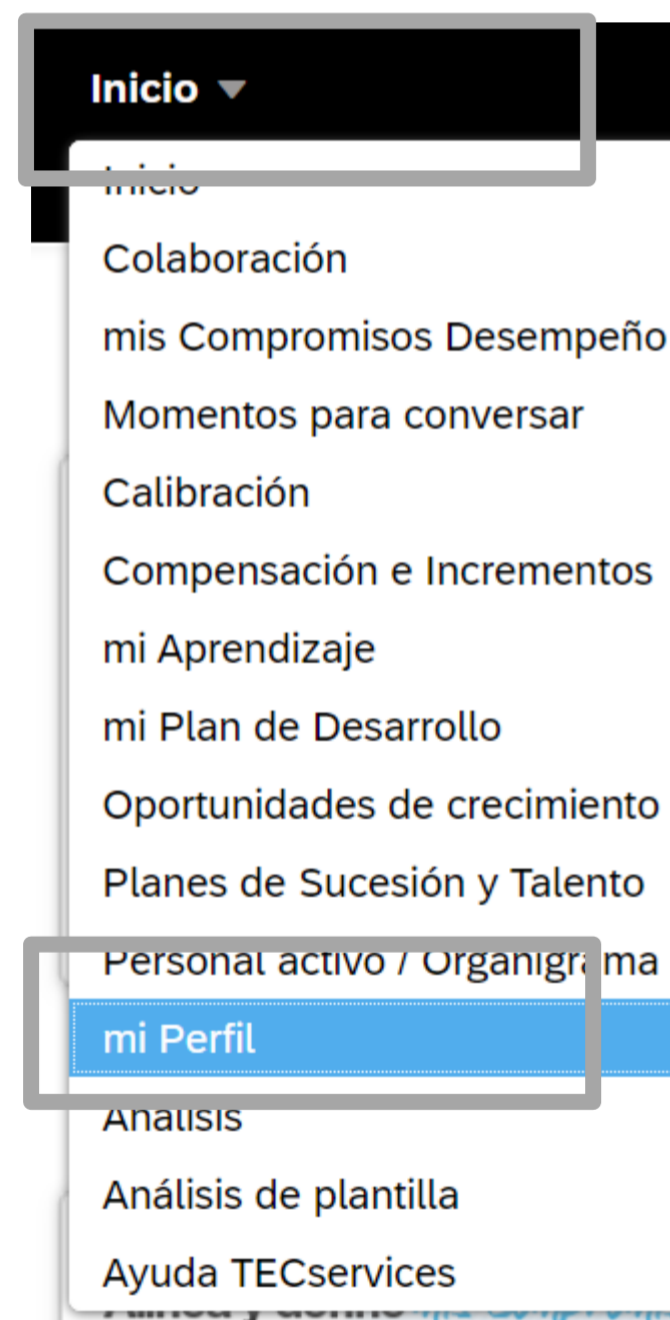 Inicio
Inicio
Colaboración
mis Compromisos Desempeño
Momentos para conversar
Calibración
Compensación e Incrementos
mi Aprendizaje
mi Plan de Desarrollo
Oportunidades de crecimiento
Planes de Sucesión y Talento
Personal activo / Organigrama
mi Perfil
Análisis
Análisis de plantilla
Ayuda TECservices